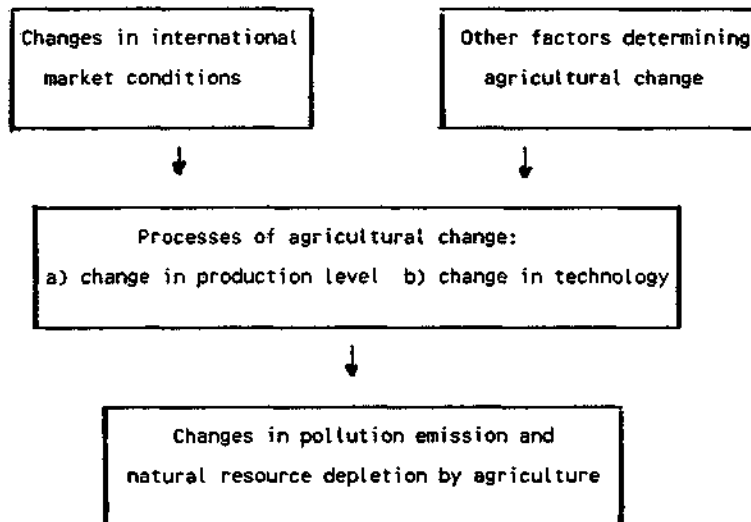 Changes in international
market conditions
Other factors determining
agricultural change
Processes of agricultural change:
a) change in production level b) change in technology
Changes in pollution emission and
natural resource depletion by agriculture